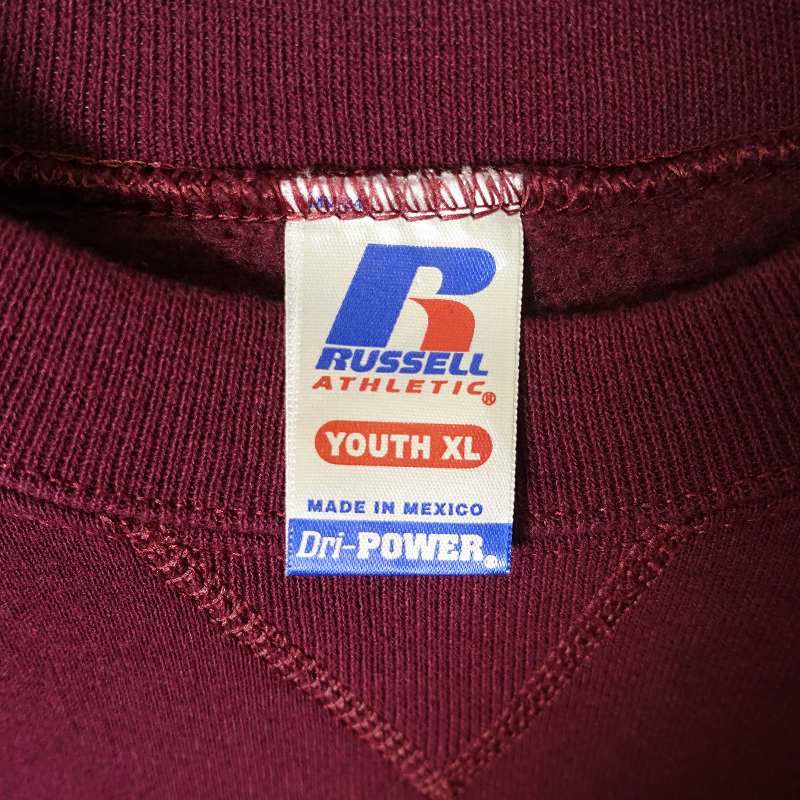 RUSSELL
ATHLETIC®
YOUTH XL
MADE IN MEXICO
Dri-POWER®